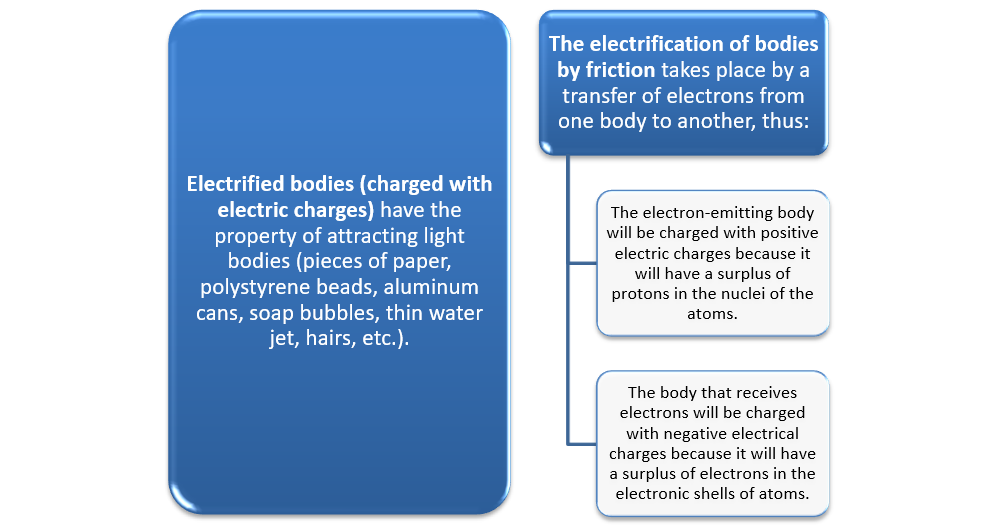 Electrified bodies (charged with
electric charges) have the
property of attracting light
bodies (pieces of paper,
polystyrene beads, aluminum
cans, soap bubbles, thin water
jet, hairs, etc.).
The electrification of bodies
by friction takes place by a
transfer of electrons from
one body to another, thus:
The electron-emitting body
will be charged with positive
electric charges because it
will have a surplus of
protons in the nuclei of the
atoms.
The body that receives
electrons will be charged
with negative electrical
charges because it will have
a surplus of electrons in the
electronic shells of atoms.